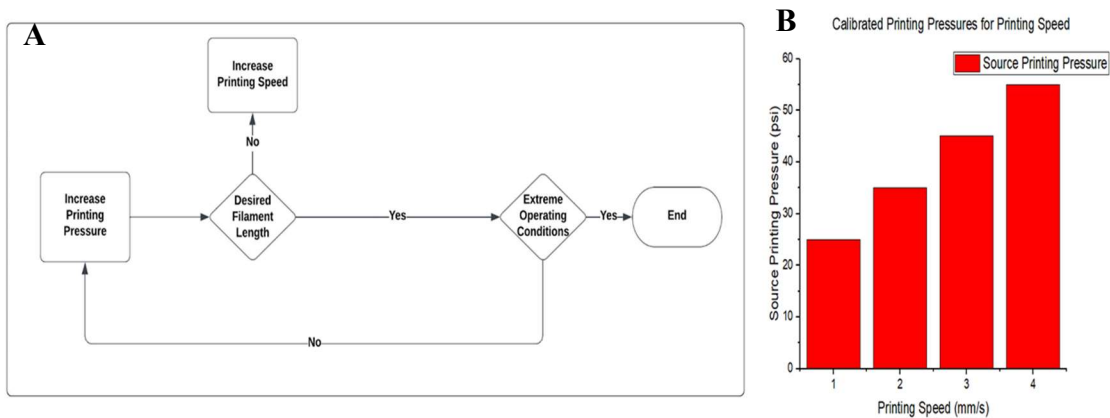 A
Increase
Printing Speed
No
Increase
Printing
Pressure
Desired
Filament
Length
Yes
Extreme
Operating
Conditions
Yes
End
No
B
Calibrated Printing Pressures for Printing Speed
Source Printing Pressure
Source Printing Pressure (psi)
60
50
40
30
20
10
0
1 2 3 4
Printing Speed (mm/s)